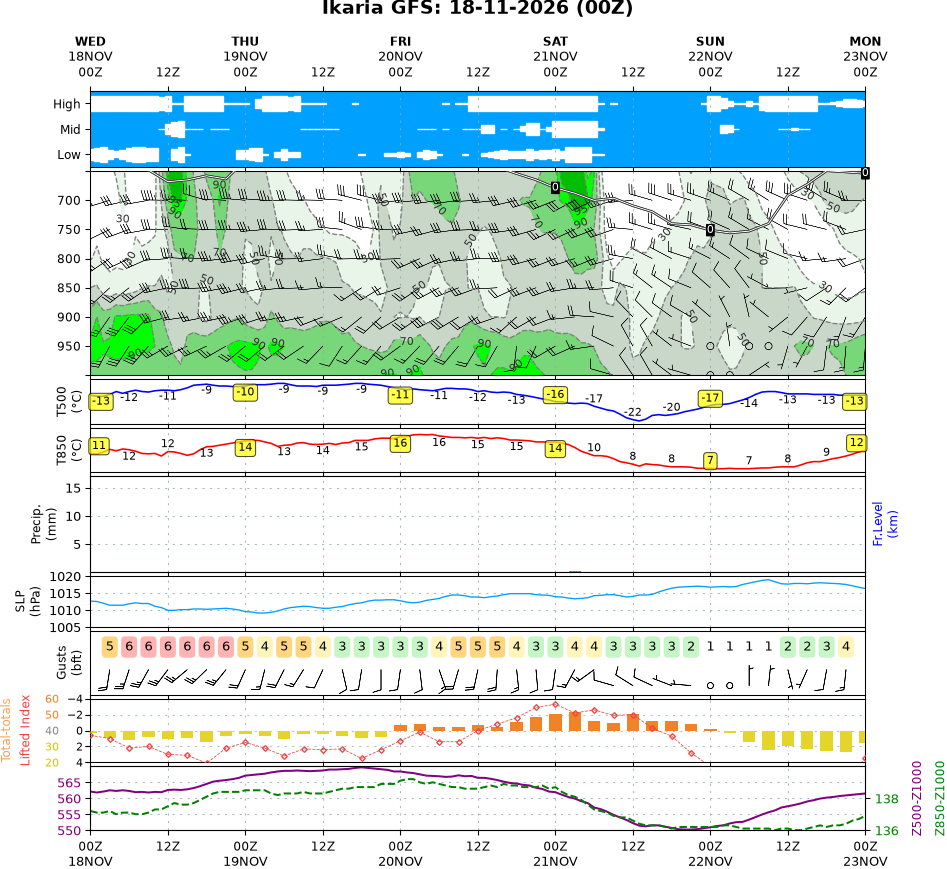 Ikaria GFS: 18-11-2026 (00Z)
WED THU FRI SAT SUN MON
18NOV 19NOV 20NOV 21NOV 22NOV 23NOV
00Z 12Z 00Z 12Z 00Z 12Z 00Z 12Z 00Z 12Z 00Z
High
Mid
Low
700
750
800
850
900
950
0 0 0
T500
(°C)
-13 -12 -11 -9 -10 -9 -9 -9 -11 -11 -12 -13 -16 -17 -22 -20 -17 -14 -13 -13 -13
T850
(°C)
11 12 12 13 14 13 14 15 16 16 15 15 14 10 8 8 7 7 8 9 12
Precip.
(mm)
15
10
5
Fr.Level
(km)
SLP
(hPa)
1020
1015
1010
1005
Gusts
(bft)
5 6 6 6 6 6 6 5 4 5 5 4 3 3 3 3 3 4 5 5 5 4 3 3 4 4 3 3 3 3 2 1 1 1 1 2 2 3 4
Total-totals
Lifted Index
60 −4
50 −2
40 0
30 2
20 4
565
560
555
550
138
136
Z500-Z1000
Z850-Z1000
00Z 12Z 00Z 12Z 00Z 12Z 00Z 12Z 00Z 12Z 00Z
18NOV 19NOV 20NOV 21NOV 22NOV 23NOV